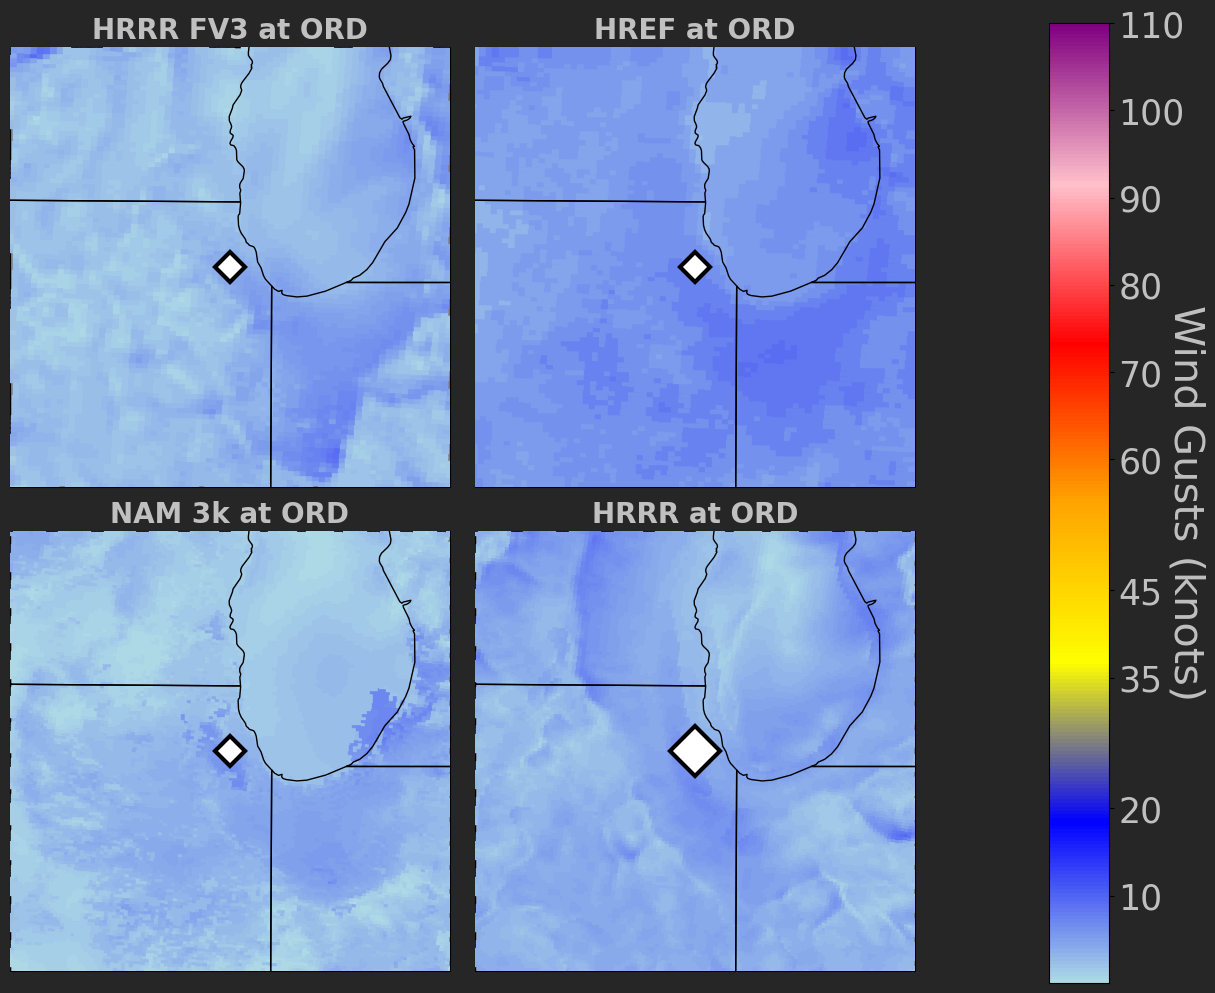 HRRR FV3 at ORD
HREF at ORD
NAM 3k at ORD
HRRR at ORD
110
100
90
80
70
60
45
35
20
10
Wind Gusts (knots)